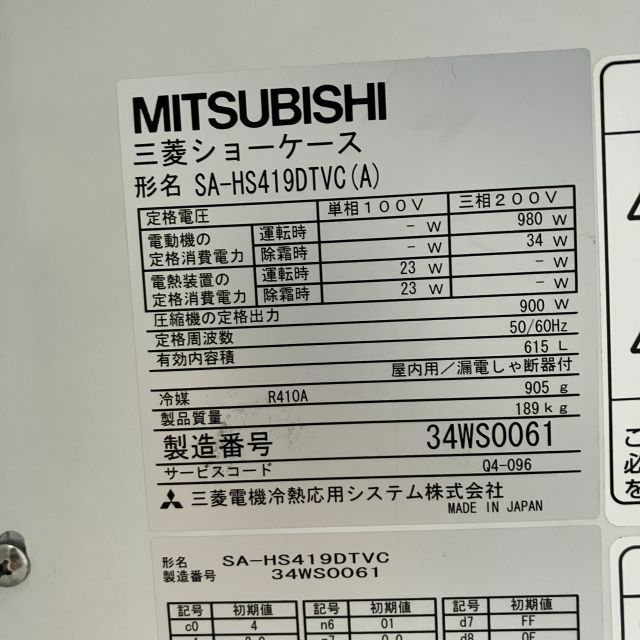 MITSUBISHI
三菱ショーケース
形名 SA-HS419DTVC(A)
定格電圧 単相100V 三相200V
電動機の定格消費電力 運転時 - W 980 W
除霜時 - W 34 W
電熱装置の定格消費電力 運転時 23 W - W
除霜時 23 W - W
圧縮機の定格出力 900 W
定格周波数 50/60Hz
有効内容積 615 L
屋内用/漏電しゃ断器付
冷媒 R410A 905 g
製品質量 189kg
製造番号 34WS0061
サービスコード Q4-096
三菱電機冷熱応用システム株式会社
MADE IN JAPAN
形名 SA-HS419DTVC
製造番号 34WS0061
記号 初期値 記号 初期値 記号 初期値
c0 4 n6 01 d7 FF
こ
必
を